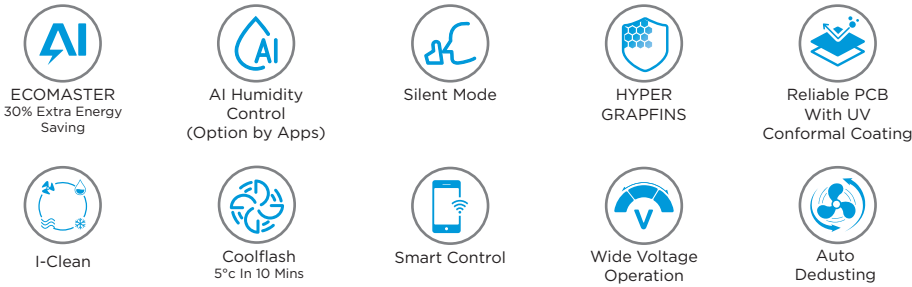 AI
ECOMASTER
30% Extra Energy
Saving
AI
AI Humidity
Control
(Option by Apps)
Silent Mode
HYPER
GRAPFINS
Reliable PCB
With UV
Conformal Coating
I-Clean
Coolflash
5°c In 10 Mins
Smart Control
V
Wide Voltage
Operation
Auto
Dedusting